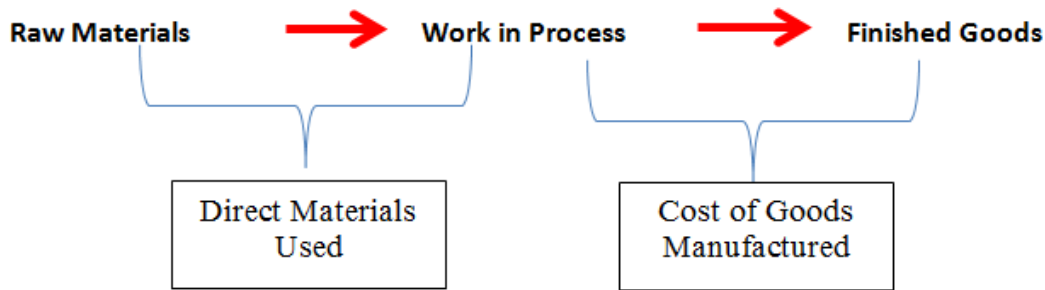 Raw Materials Work in Process Finished Goods
Direct Materials
Used
Cost of Goods
Manufactured